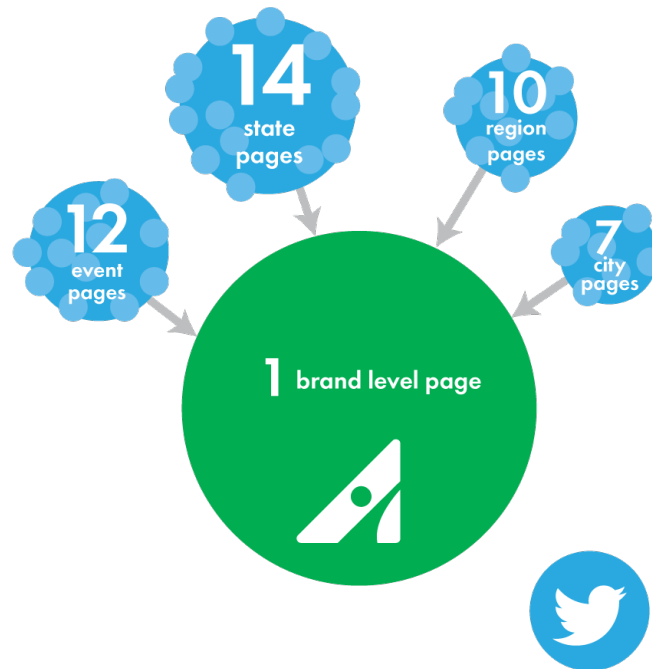 14
state
pages
10
region
pages
12
event
pages
7
city
pages
1 brand level page